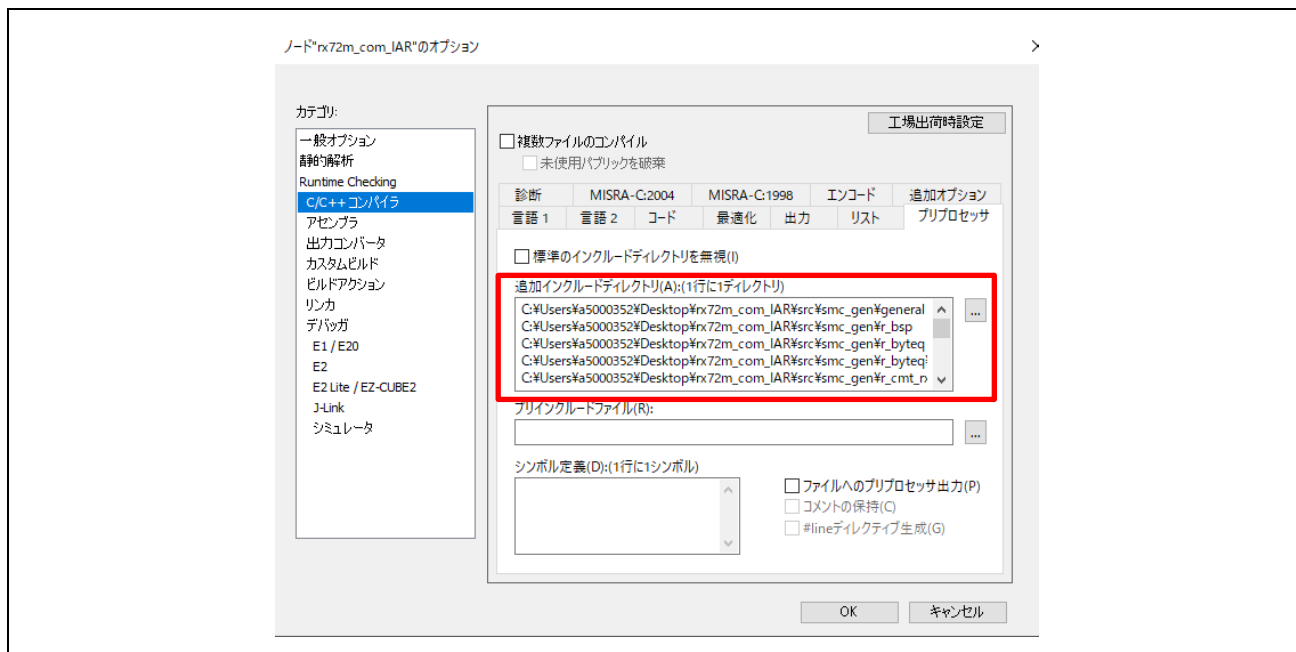 ノード"rx72m_com_IAR"のオプション
カテゴリ:
一般オプション
静的解析
Runtime Checking
C/C++ コンパイラ
アセンブラ
出力コンバータ
カスタムビルド
ビルドアクション
リンカ
デバッガ
E1 / E20
E2
E2 Lite / EZ-CUBE2
J-Link
シミュレータ
工場出荷時設定
複数ファイルのコンパイル
未使用パブリックを破棄
診断 MISRA-C:2004 MISRA-C:1998 エンコード 追加オプション
言語 1 言語 2 コード 最適化 出力 リスト プリプロセッサ
標準のインクルードディレクトリを無視(I)
追加インクルードディレクトリ(A):(1行に1ディレクトリ)
C:¥Users¥a5000352¥Desktop¥rx72m_com_IAR¥src¥smc_gen¥general
C:¥Users¥a5000352¥Desktop¥rx72m_com_IAR¥src¥smc_gen¥r_bsp
C:¥Users¥a5000352¥Desktop¥rx72m_com_IAR¥src¥smc_gen¥r_byteq
C:¥Users¥a5000352¥Desktop¥rx72m_com_IAR¥src¥smc_gen¥r_byteq¥
C:¥Users¥a5000352¥Desktop¥rx72m_com_IAR¥src¥smc_gen¥r_cmt_r
...
プリインクルードファイル(R):
...
シンボル定義(D):(1行に1シンボル)
ファイルへのプリプロセッサ出力(P)
コメントの保持(C)
#lineディレクティブ生成(G)
OK キャンセル